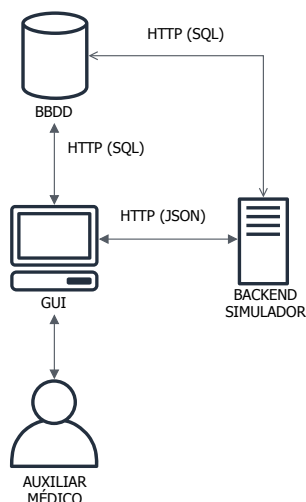 HTTP (SQL)
BBDD
HTTP (SQL)
HTTP (JSON)
GUI
BACKEND
SIMULADOR
AUXILIAR
MÉDICO